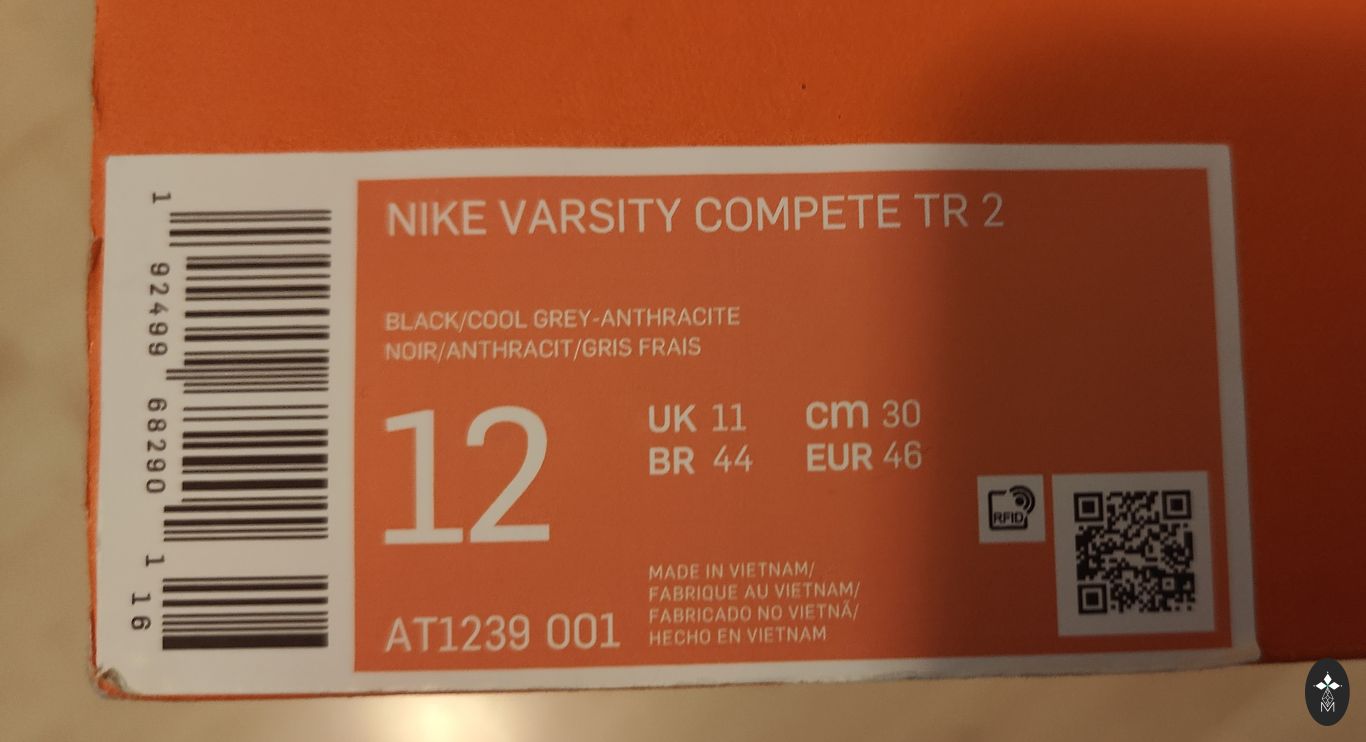 NIKE VARSITY COMPETE TR 2
BLACK/COOL GREY-ANTHRACITE
NOIR/ANTHRACIT/GRIS FRAIS
12
UK 11 cm 30
BR 44 EUR 46
RFID
MADE IN VIETNAM/
FABRIQUE AU VIETNAM/
FABRICADO NO VIETNÃ/
HECHO EN VIETNAM
AT1239 001
1 92499 68290 1 16
M